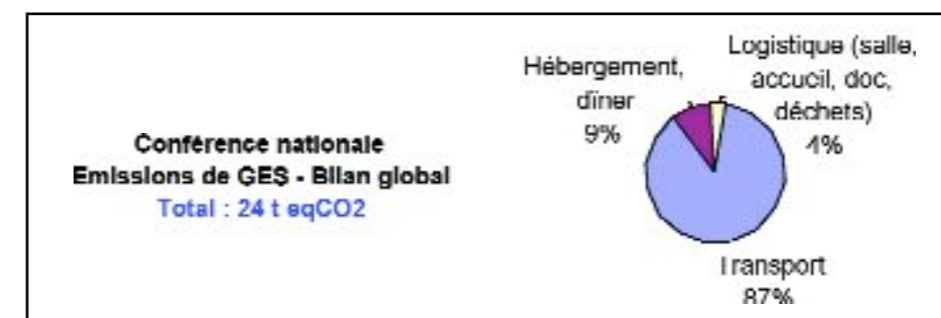 Conférence nationale
Emissions de GES - Bilan global
Total : 24 t eqCO2
Hébergement,
dîner
9%
Logistique (salle,
accueil, doc,
déchets)
4%
Transport
87%